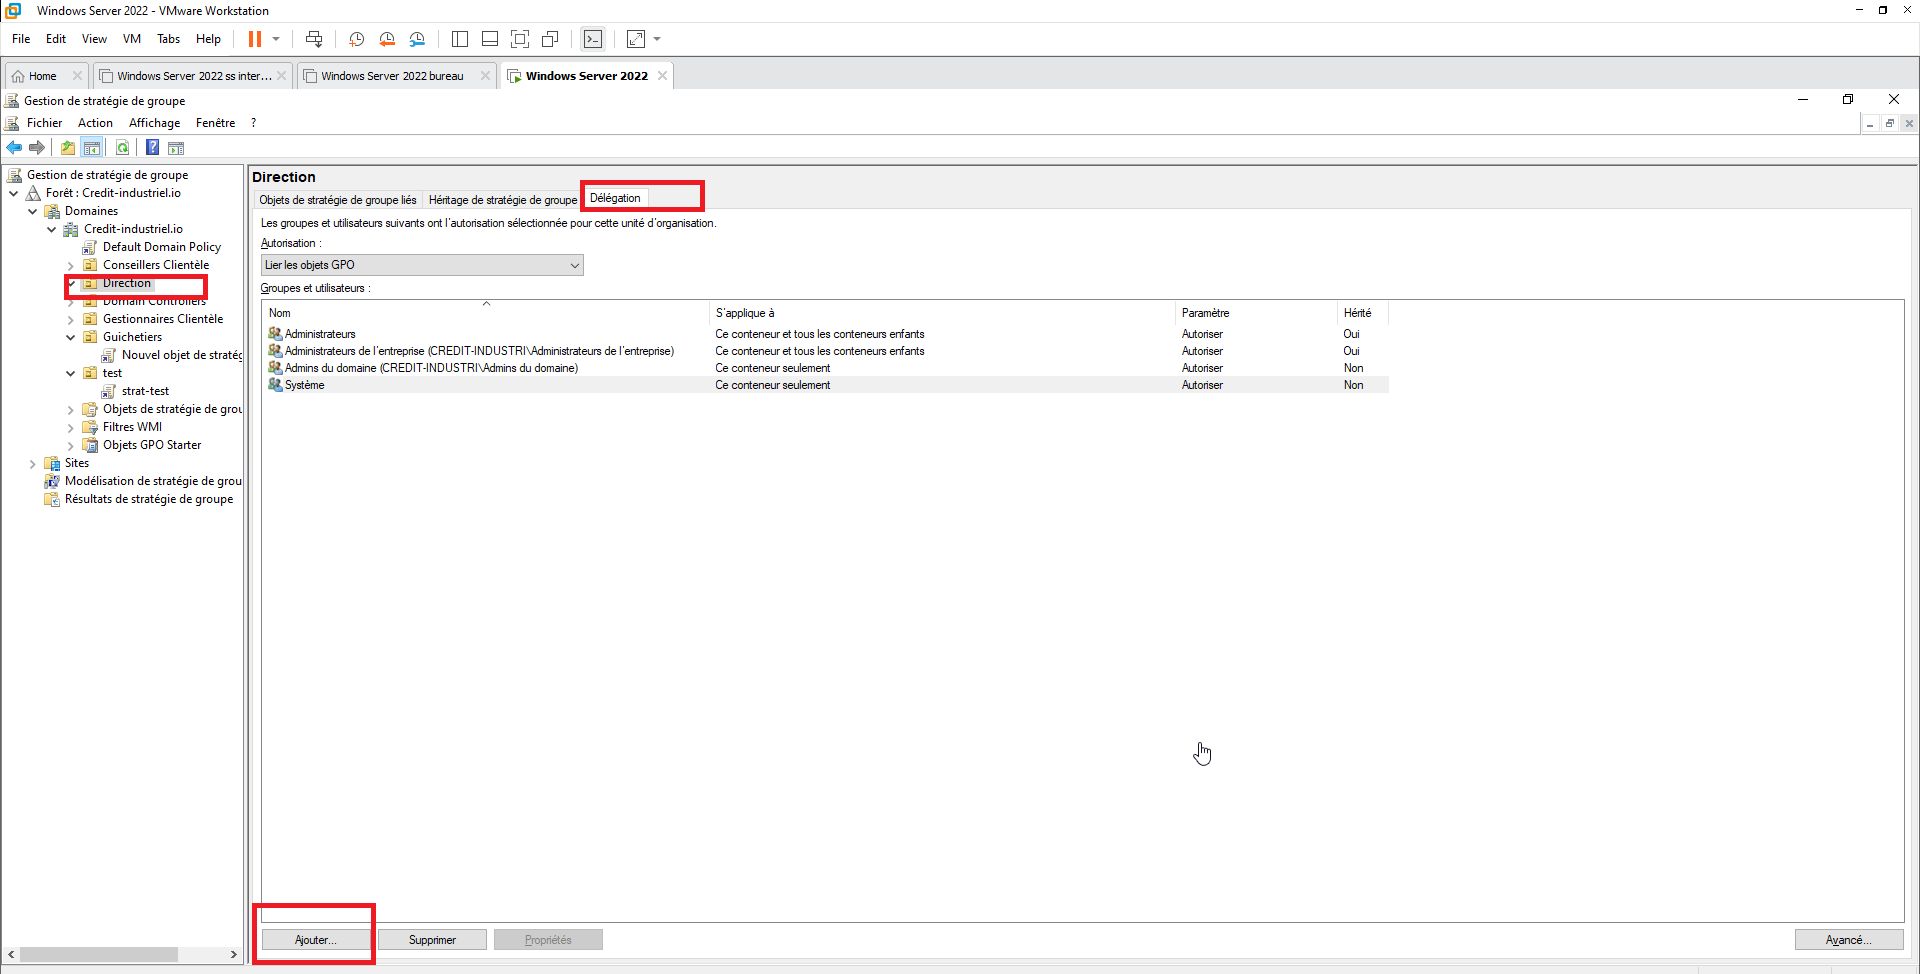 Windows Server 2022 - VMware Workstation
File Edit View VM Tabs Help
Home Windows Server 2022 ss inter... Windows Server 2022 bureau Windows Server 2022
Gestion de stratégie de groupe
Fichier Action Affichage Fenêtre ?
Gestion de stratégie de groupe
Forêt : Credit-industriel.io
Domaines
Credit-industriel.io
Default Domain Policy
Conseillers Clientèle
Direction
Domain Controllers
Gestionnaires Clientèle
Guichetiers
Nouvel objet de stratég
test
strat-test
Objets de stratégie de grou
Filtres WMI
Objets GPO Starter
Sites
Modélisation de stratégie de grou
Résultats de stratégie de groupe
Direction
Objets de stratégie de groupe liés Héritage de stratégie de groupe Délégation
Les groupes et utilisateurs suivants ont l'autorisation sélectionnée pour cette unité d'organisation.
Autorisation :
Lier les objets GPO
Groupes et utilisateurs :
Nom S'applique à Paramètre Hérité
Administrateurs Ce conteneur et tous les conteneurs enfants Autoriser Oui
Administrateurs de l'entreprise (CREDIT-INDUSTRI\Administrateurs de l'entreprise) Ce conteneur et tous les conteneurs enfants Autoriser Oui
Admins du domaine (CREDIT-INDUSTRI\Admins du domaine) Ce conteneur seulement Autoriser Non
Système Ce conteneur seulement Autoriser Non
Ajouter... Supprimer Propriétés Avancé...